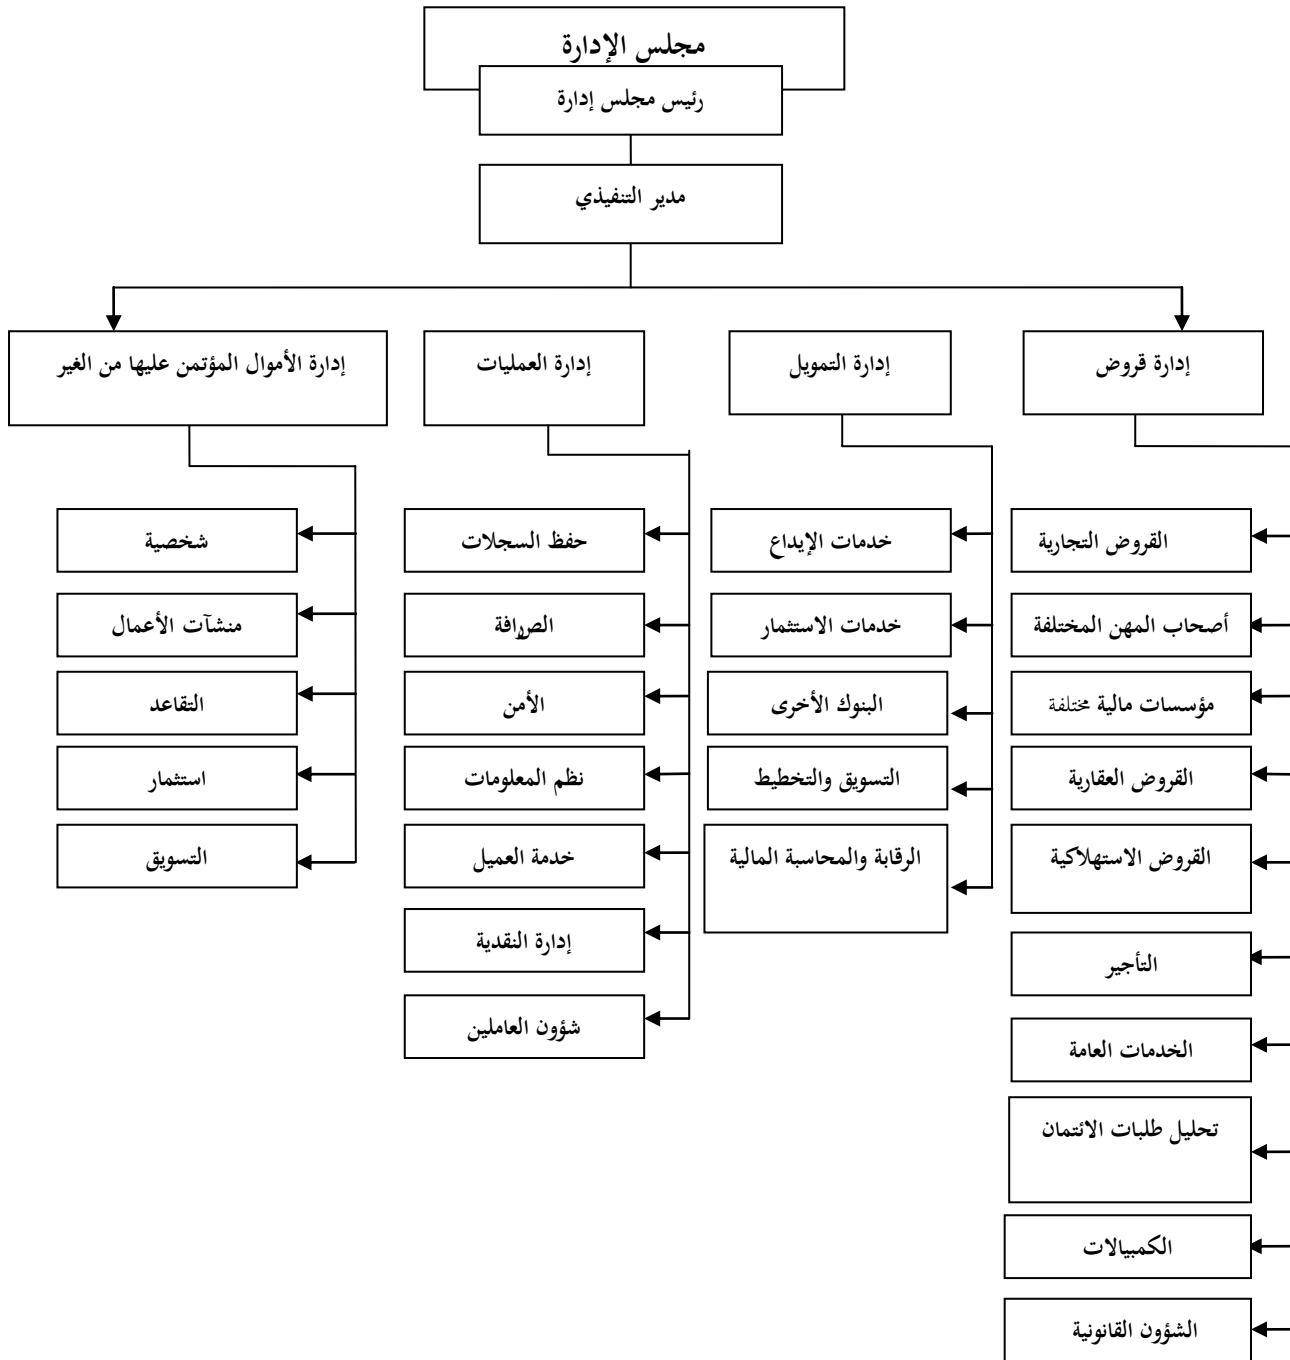 مجلس الإدارة
رئيس مجلس إدارة
مدير التنفيذي
إدارة قروض
إدارة التمويل
إدارة العمليات
إدارة الأموال المؤتمن عليها من الغير
القروض التجارية
أصحاب المهن المختلفة
مؤسسات مالية مختلفة
القروض العقارية
القروض الاستهلاكية
التأجير
الخدمات العامة
تحليل طلبات الائتمان
الكمبيالات
الشؤون القانونية
خدمات الإيداع
خدمات الاستثمار
البنوك الأخرى
التسويق والتخطيط
الرقابة والمحاسبة المالية
حفظ السجلات
الصرافة
الأمن
نظم المعلومات
خدمة العميل
إدارة النقدية
شؤون العاملين
شخصية
منشآت الأعمال
التقاعد
استثمار
التسويق